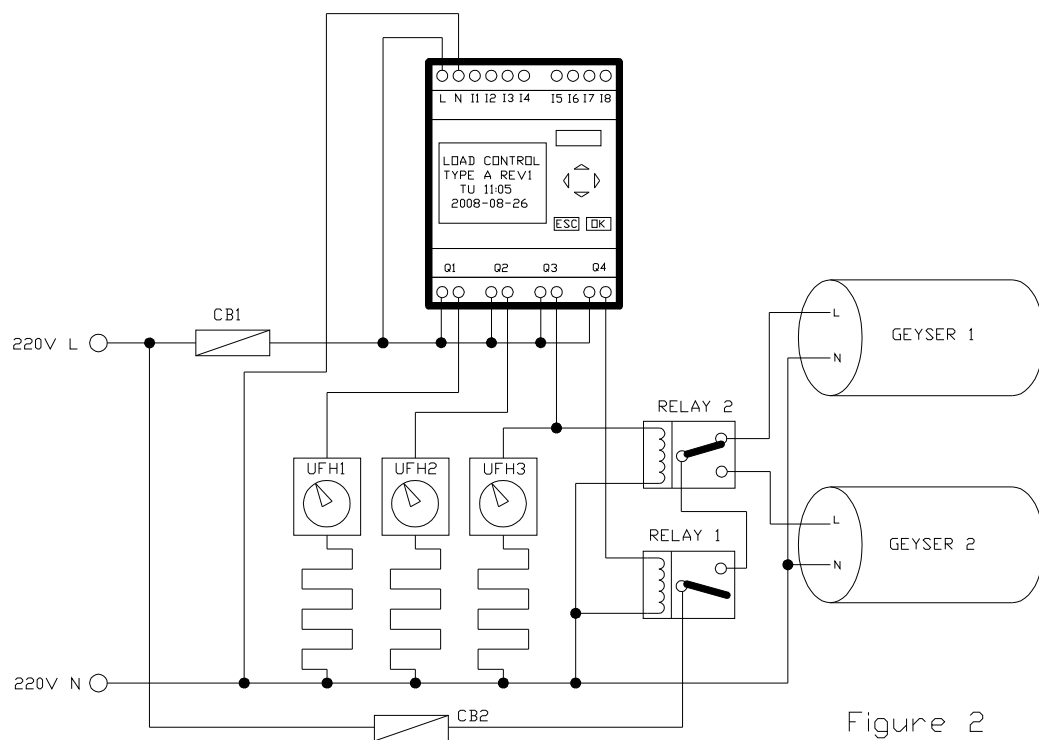 L N I1 I2 I3 I4 I5 I6 I7 I8
LOAD CONTROL
TYPE A REV1
TU 11:05
2008-08-26
ESC OK
Q1 Q2 Q3 Q4
CB1
220V L
L
GEYSER 1
N
RELAY 2
UFH1 UFH2 UFH3
L
GEYSER 2
N
RELAY 1
220V N
CB2
Figure 2